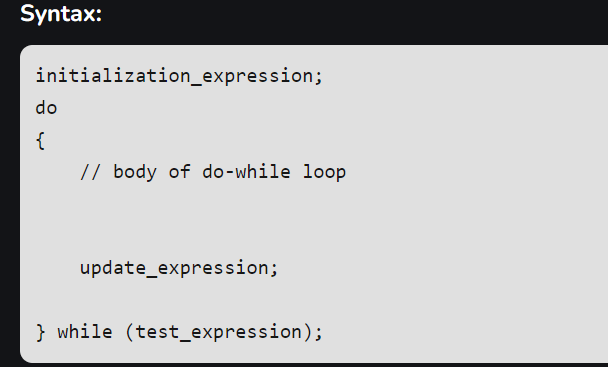 Syntax:
initialization_expression;
do
{
    // body of do-while loop
    update_expression;
} while (test_expression);